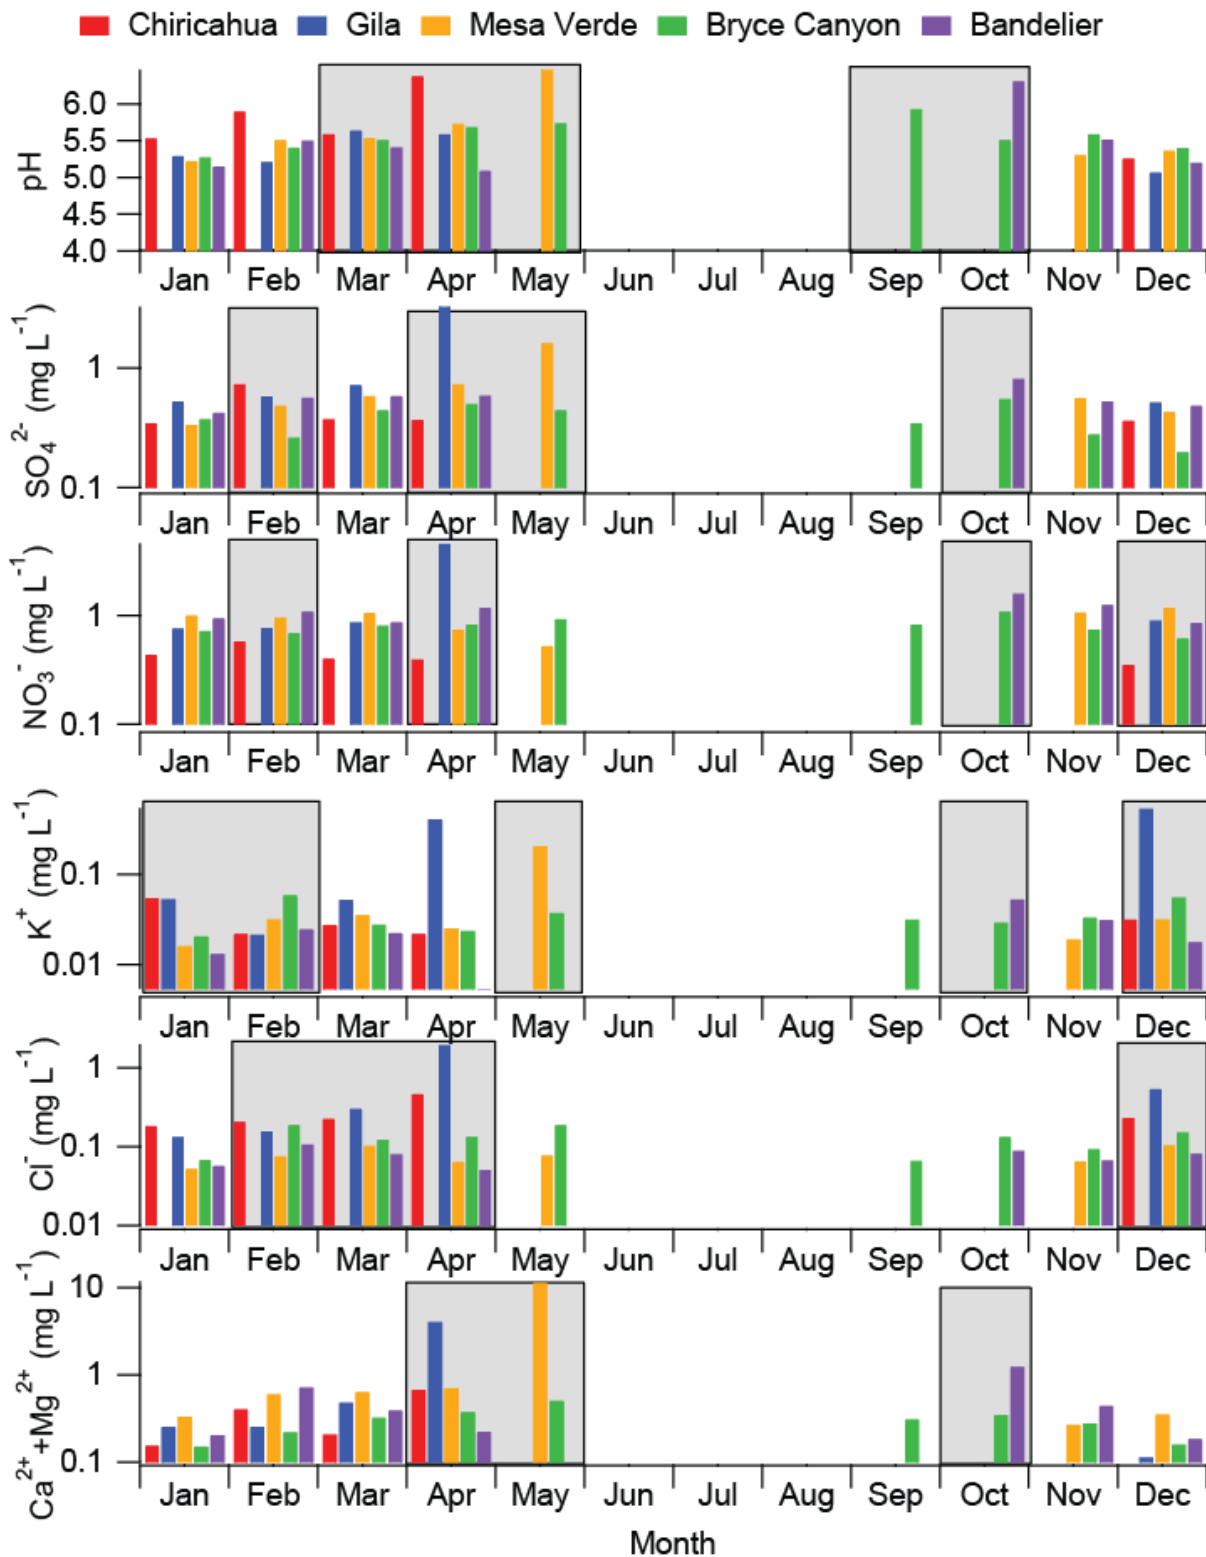 Chiricahua Gila Mesa Verde Bryce Canyon Bandelier
pH
6.0
5.5
5.0
4.5
4.0
Jan Feb Mar Apr May Jun Jul Aug Sep Oct Nov Dec
SO₄²⁻ (mg L⁻¹)
1
0.1
Jan Feb Mar Apr May Jun Jul Aug Sep Oct Nov Dec
NO₃⁻ (mg L⁻¹)
1
0.1
Jan Feb Mar Apr May Jun Jul Aug Sep Oct Nov Dec
K⁺ (mg L⁻¹)
0.1
0.01
Jan Feb Mar Apr May Jun Jul Aug Sep Oct Nov Dec
Cl⁻ (mg L⁻¹)
1
0.1
0.01
Jan Feb Mar Apr May Jun Jul Aug Sep Oct Nov Dec
Ca²⁺+Mg²⁺ (mg L⁻¹)
10
1
0.1
Jan Feb Mar Apr May Jun Jul Aug Sep Oct Nov Dec
Month